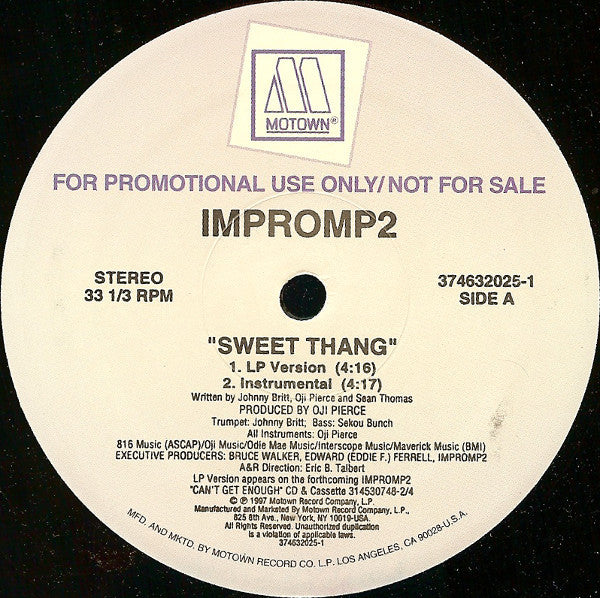 MOTOWN®
FOR PROMOTIONAL USE ONLY/NOT FOR SALE
IMPROMP2
STEREO
33 1/3 RPM
374632025-1
SIDE A
"SWEET THANG"
1. LP Version (4:16)
2. Instrumental (4:17)
Written by Johnny Britt, Oji Pierce and Sean Thomas
PRODUCED BY OJI PIERCE
Trumpet: Johnny Britt; Bass: Sekou Bunch
All Instruments: Oji Pierce
816 Music (ASCAP)/Oji Music/Odie Mae Music/Interscope Music/Maverick Music (BMI)
EXECUTIVE PRODUCERS: BRUCE WALKER, EDWARD (EDDIE F.) FERRELL, IMPROMP2
A&R Direction: Eric B. Talbert
LP Version appears on the forthcoming IMPROMP2
"CAN'T GET ENOUGH" CD & Cassette 314530748-2/4
© ℗ 1997 Motown Record Company, L.P.
Manufactured and Marketed By Motown Record Company, L.P.,
825 8th Ave., New York, NY 10019-USA.
All Rights Reserved. Unauthorized duplication
is a violation of applicable laws.
374632025-1
MFD. AND MKTD. BY MOTOWN RECORD CO. L.P. LOS ANGELES, CA 90028-U.S.A.